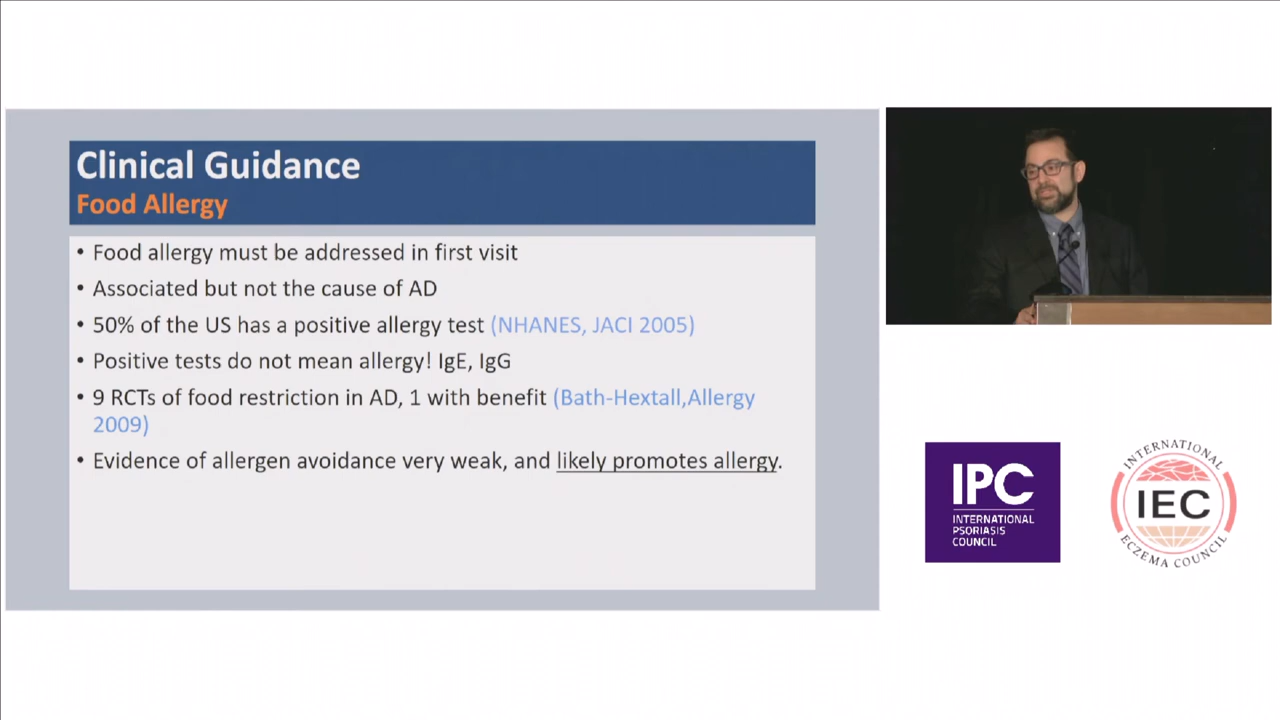 Clinical Guidance
Food Allergy
• Food allergy must be addressed in first visit
• Associated but not the cause of AD
• 50% of the US has a positive allergy test (NHANES, JACI 2005)
• Positive tests do not mean allergy! IgE, IgG
• 9 RCTs of food restriction in AD, 1 with benefit (Bath-Hextall,Allergy
2009)
• Evidence of allergen avoidance very weak, and likely promotes allergy.
IPC
INTERNATIONAL
PSORIASIS
COUNCIL
INTERNATIONAL
IEC
ECZEMA COUNCIL